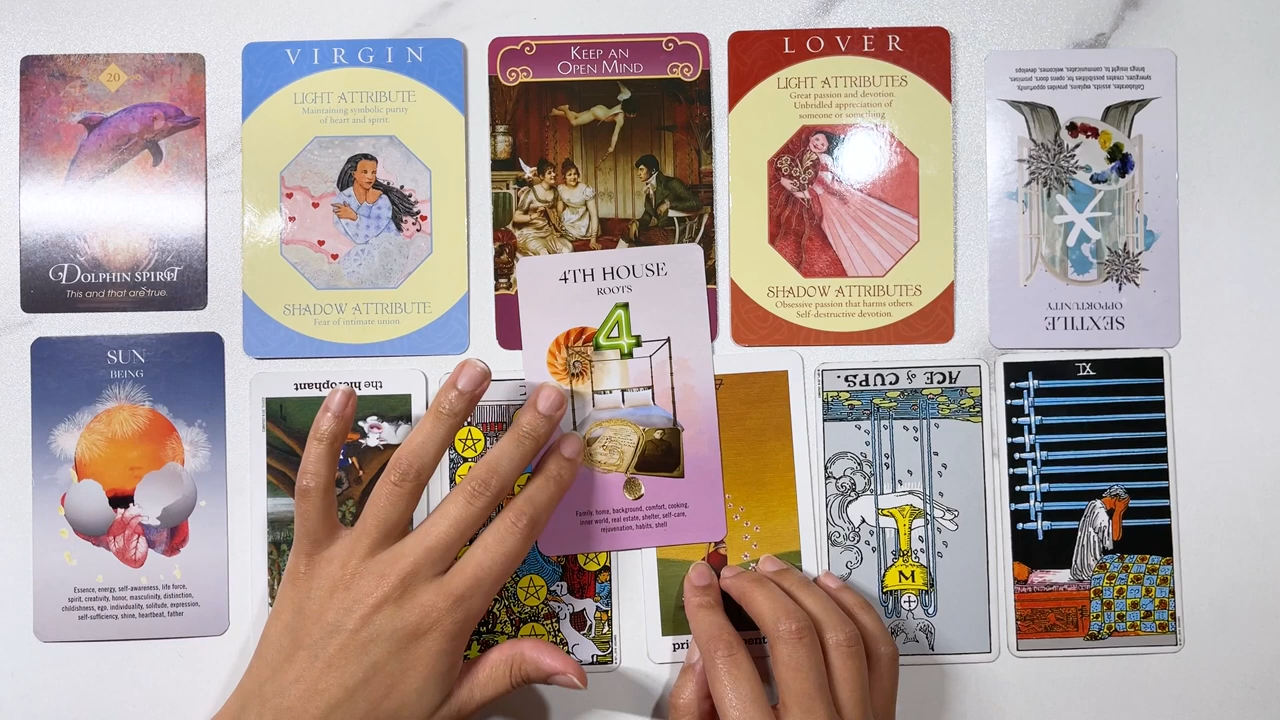 20
DOLPHIN SPIRIT
This and that are true.
VIRGIN
LIGHT ATTRIBUTE
Maintaining symbolic purity
of heart and spirit.
SHADOW ATTRIBUTE
Fear of intimate union.
KEEP AN
OPEN MIND
LOVER
LIGHT ATTRIBUTES
Great passion and devotion.
Unbridled appreciation of
someone or something
SHADOW ATTRIBUTES
Obsessive passion that harms others.
Self-destructive devotion.
SEXTILE
OPPORTUNITY
Collaborates, assists, explains, provides opportunity,
synergizes, creates possibilities for, opens doors, promises,
brings insight to, communicates, welcomes, develops
4TH HOUSE
ROOTS
4
Family, home, background, comfort, cooking,
inner world, real estate, shelter, self-care,
rejuvenation, habits, shell
SUN
BEING
Essence, energy, self-awareness, life force,
spirit, creativity, honor, masculinity, distinction,
childishness, ego, individuality, solitude, expression,
self-sufficiency, shine, heartbeat, father
the hierophant
ACE of CUPS.
IX